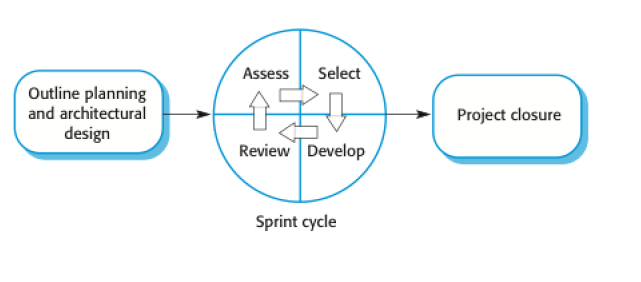 Outline planning
and architectural
design
Assess
Select
Review
Develop
Sprint cycle
Project closure